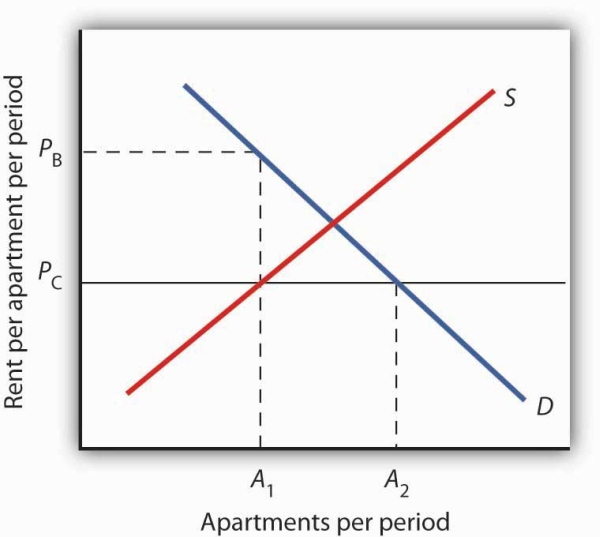 Rent per apartment per period
P_B
P_C
S
D
A_1
A_2
Apartments per period